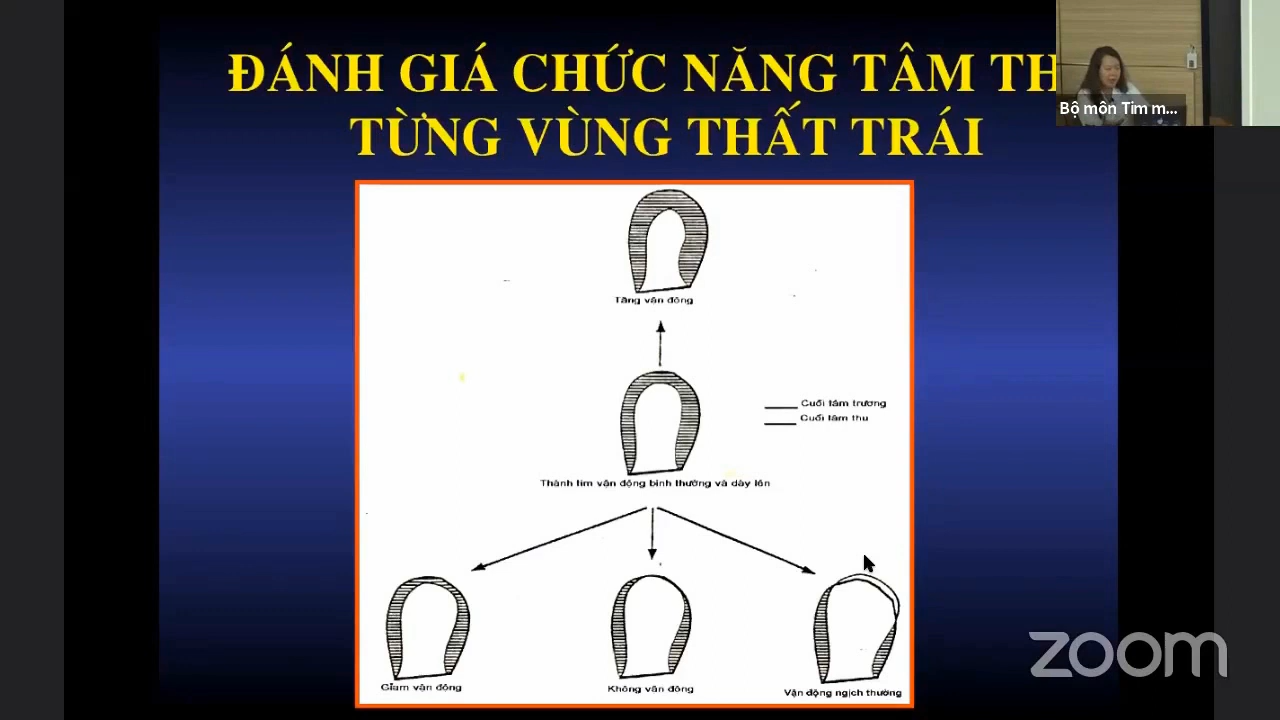 ĐÁNH GIÁ CHỨC NĂNG TÂM TH
TỪNG VÙNG THẤT TRÁI
Bộ môn Tim m...
Tăng vận động
Cuối tâm trương
Cuối tâm thu
Thành tim vận động bình thường và dày lên
Giảm vận động
Không vận động
Vận động ngịch thường
zoom